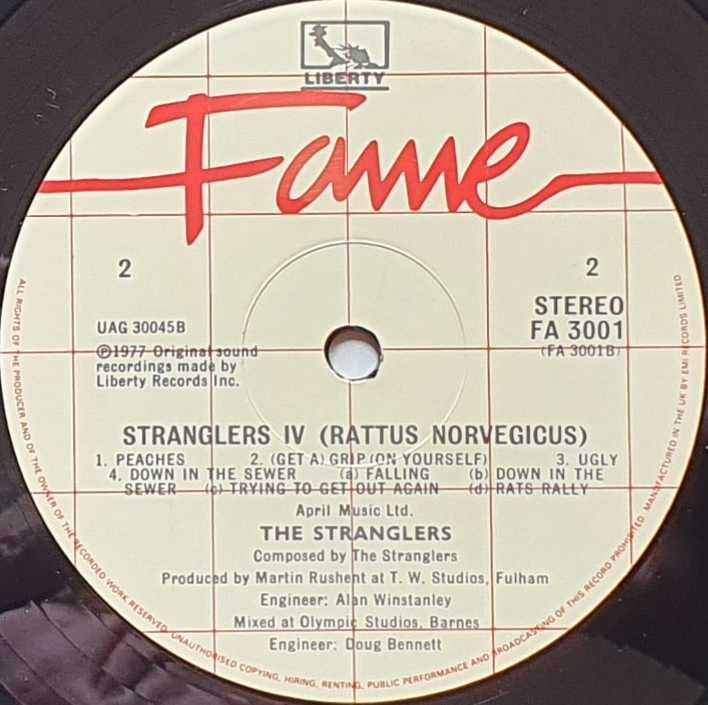 LIBERTY
Fame
2
2
UAG 30045B
℗1977 Original sound
recordings made by
Liberty Records Inc.
STEREO
FA 3001
(FA 3001B)
STRANGLERS IV (RATTUS NORVEGICUS)
1. PEACHES 2. (GET A) GRIP (ON YOURSELF) 3. UGLY
4. DOWN IN THE SEWER (a) FALLING (b) DOWN IN THE
SEWER (c) TRYING TO GET OUT AGAIN (d) RATS RALLY
April Music Ltd.
THE STRANGLERS
Composed by The Stranglers
Produced by Martin Rushent at T. W. Studios, Fulham
Engineer: Alan Winstanley
Mixed at Olympic Studios, Barnes
Engineer: Doug Bennett
ALL RIGHTS OF THE PRODUCER AND OF THE OWNER OF THE RECORDED WORK RESERVED. UNAUTHORISED COPYING, HIRING, RENTING, PUBLIC PERFORMANCE AND BROADCASTING OF THIS RECORD PROHIBITED. MANUFACTURED IN THE UK BY EMI RECORDS LIMITED